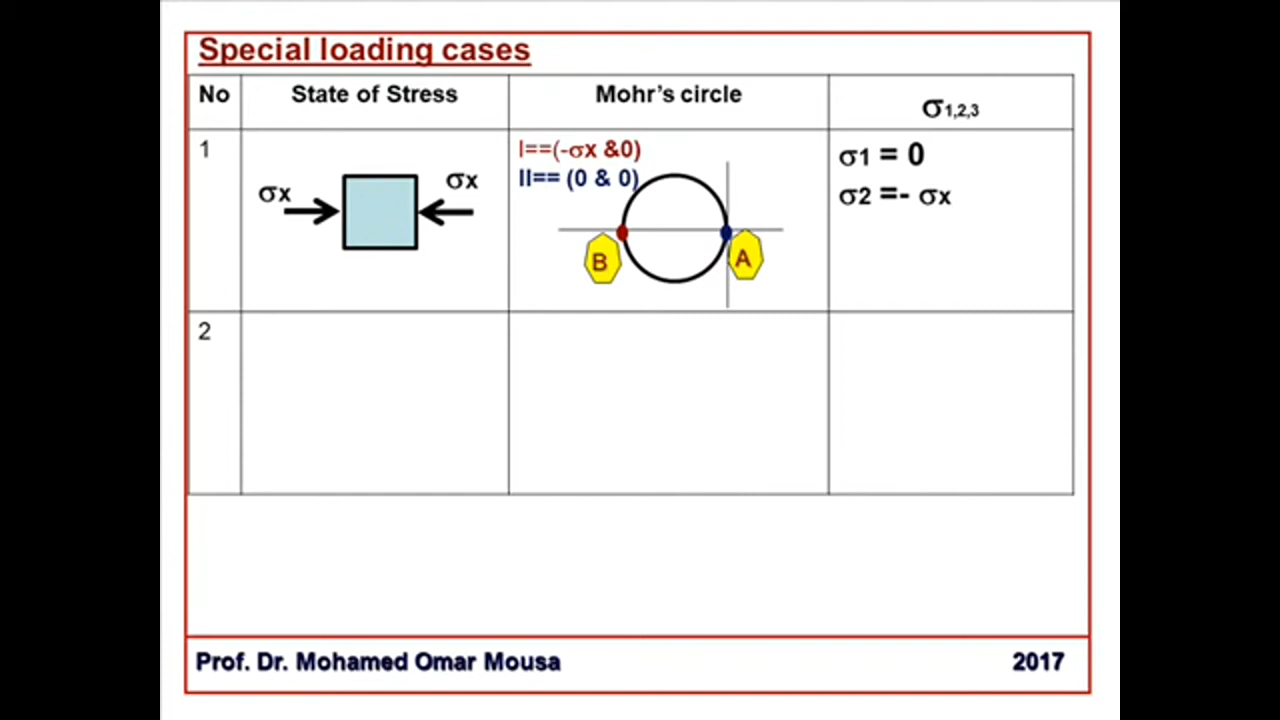 Special loading cases
No
State of Stress
Mohr's circle
σ1,2,3
1
σx
σx
I==(-σx &0)
II== (0 & 0)
B
A
σ1 = 0
σ2 =- σx
2
Prof. Dr. Mohamed Omar Mousa
2017